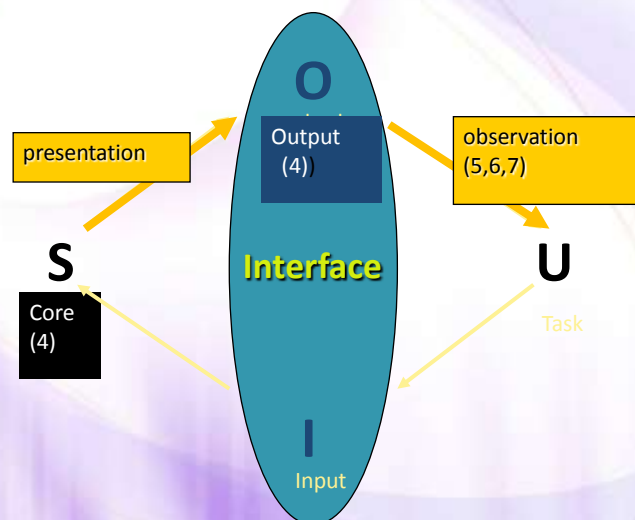 O
Output
(4))
presentation
observation
(5,6,7)
S
Interface
U
Core
(4)
Task
I
Input